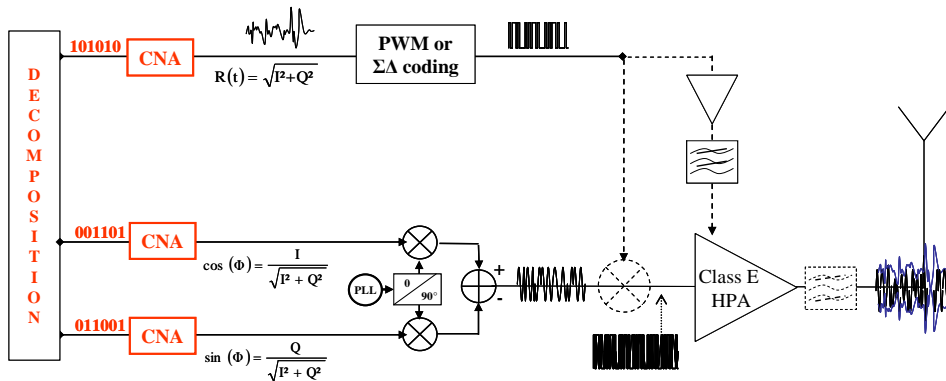 DECOMPOSITION
101010
CNA
R(t) = √I²+Q²
PWM or
ΣΔ coding
001101
CNA
cos (Φ) = I / √I² + Q²
PLL
0
90°
+
-
Class E
HPA
011001
CNA
sin (Φ) = Q / √I² + Q²